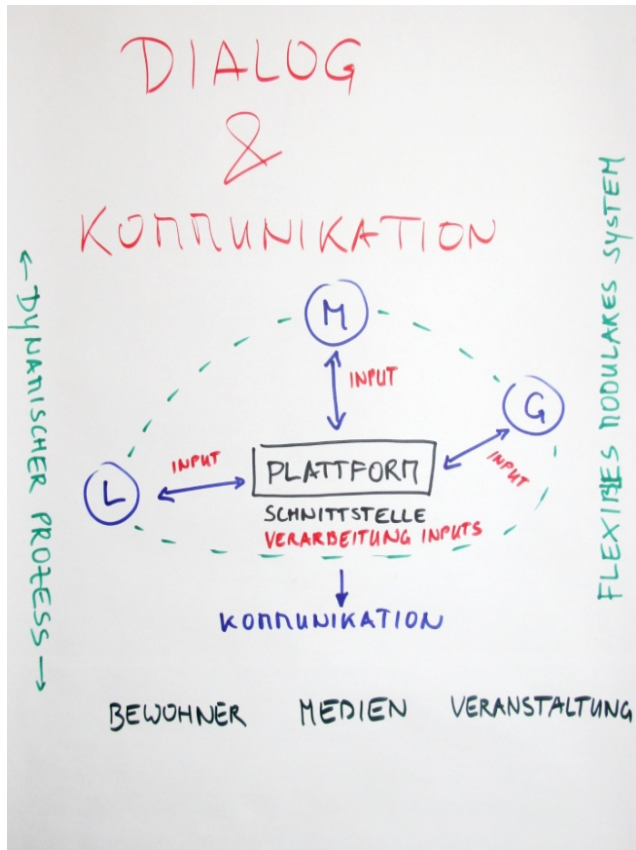 DIALOG
&
KOMMUNIKATION
← DYNAMISCHER PROZESS →
FLEXIBLES MODULARES SYSTEM
M
INPUT
G
INPUT
L
INPUT
PLATTFORM
SCHNITTSTELLE
VERARBEITUNG INPUTS
KOMMUNIKATION
BEWOHNER MEDIEN VERANSTALTUNG